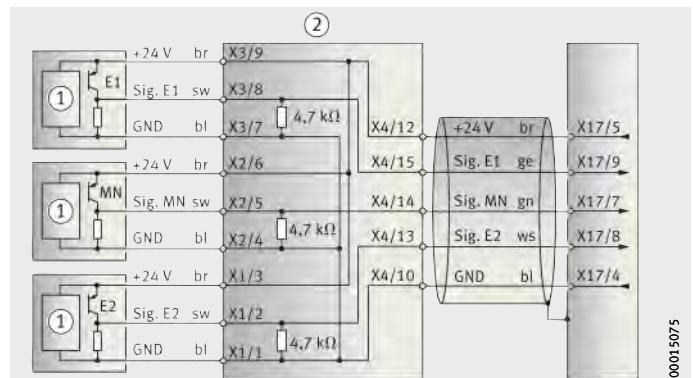 2
+24 V br X3/9
1 E1 Sig. E1 sw X3/8
4,7 kΩ
GND bl X3/7
X4/12 +24 V br X17/5
+24 V br X2/6
X4/15 Sig. E1 ge X17/9
1 MN Sig. MN sw X2/5
X4/14 Sig. MN gn X17/7
4,7 kΩ
GND bl X2/4
X4/13 Sig. E2 ws X17/8
+24 V br X1/3
X4/10 GND bl X17/4
1 E2 Sig. E2 sw X1/2
4,7 kΩ
GND bl X1/1
00015075